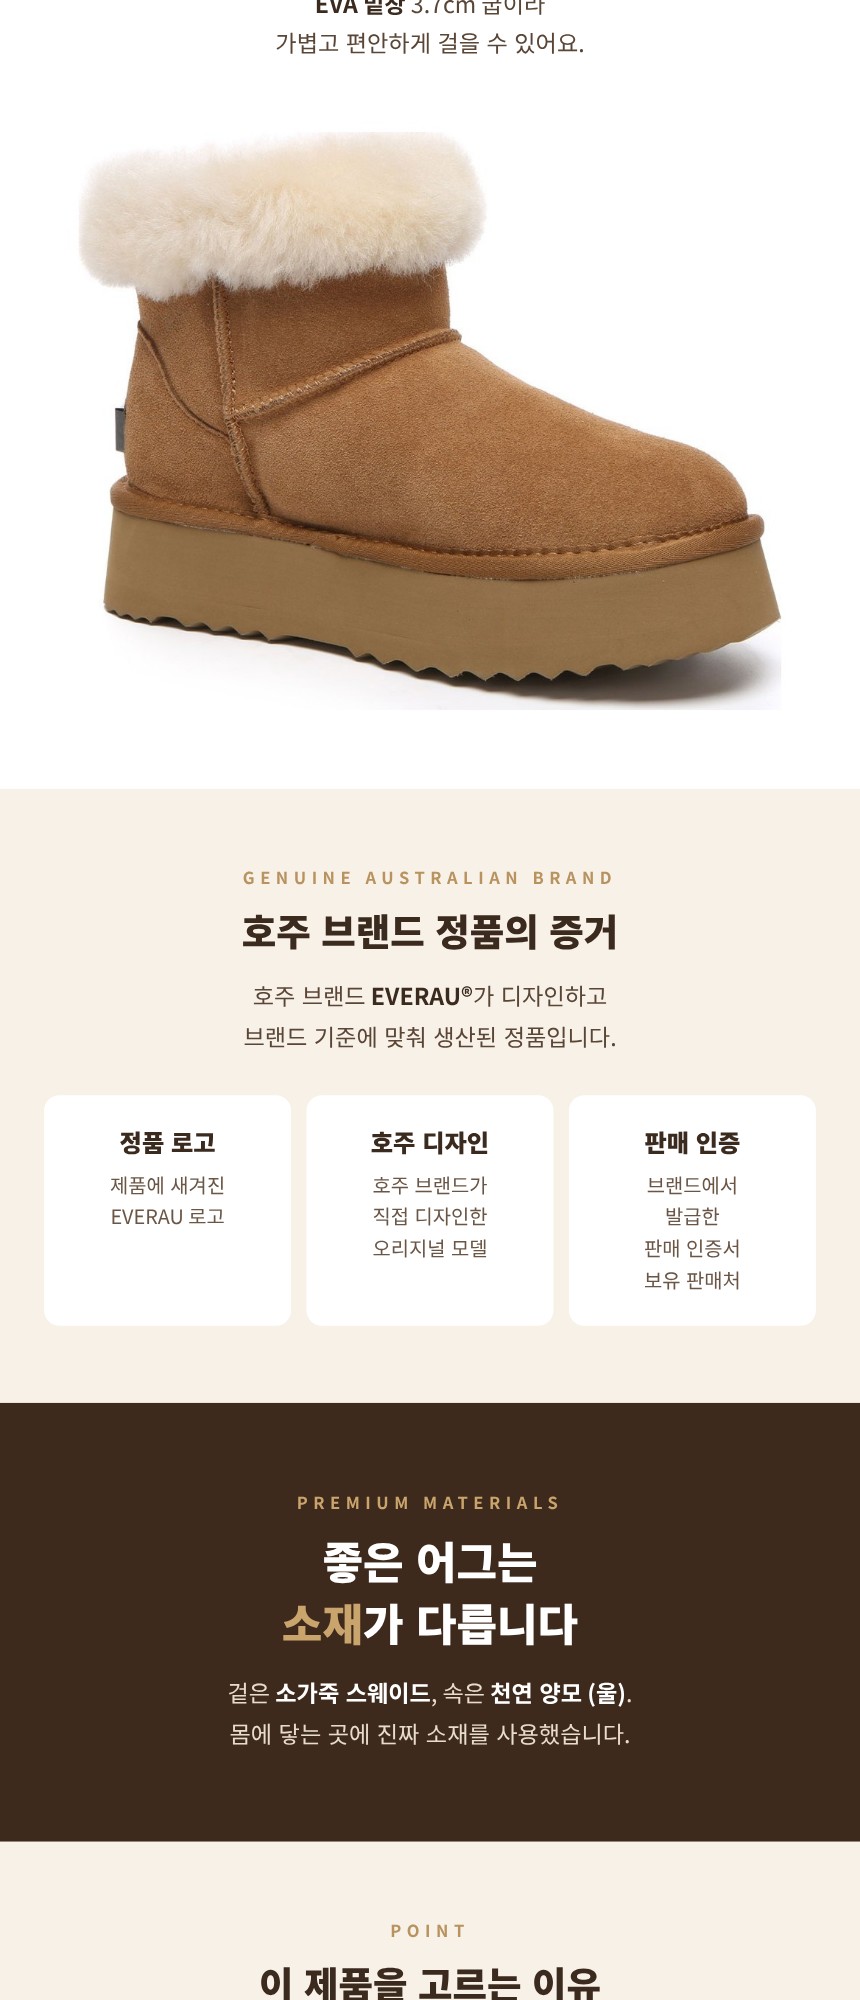 EVA 밑창 3.7cm 굽이라
가볍고 편안하게 걸을 수 있어요.
GENUINE AUSTRALIAN BRAND
호주 브랜드 정품의 증거
호주 브랜드 EVERAU®가 디자인하고
브랜드 기준에 맞춰 생산된 정품입니다.
정품 로고
제품에 새겨진
EVERAU 로고
호주 디자인
호주 브랜드가
직접 디자인한
오리지널 모델
판매 인증
브랜드에서
발급한
판매 인증서
보유 판매처
PREMIUM MATERIALS
좋은 어그는
소재가 다릅니다
겉은 소가죽 스웨이드, 속은 천연 양모 (울).
몸에 닿는 곳에 진짜 소재를 사용했습니다.
POINT
이 제품을 고르는 이유